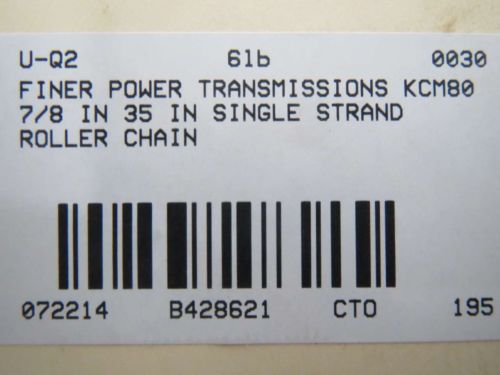 U-Q2 61b 0030
FINER POWER TRANSMISSIONS KCM80
7/8 IN 35 IN SINGLE STRAND
ROLLER CHAIN
072214 B428621 CTO 195